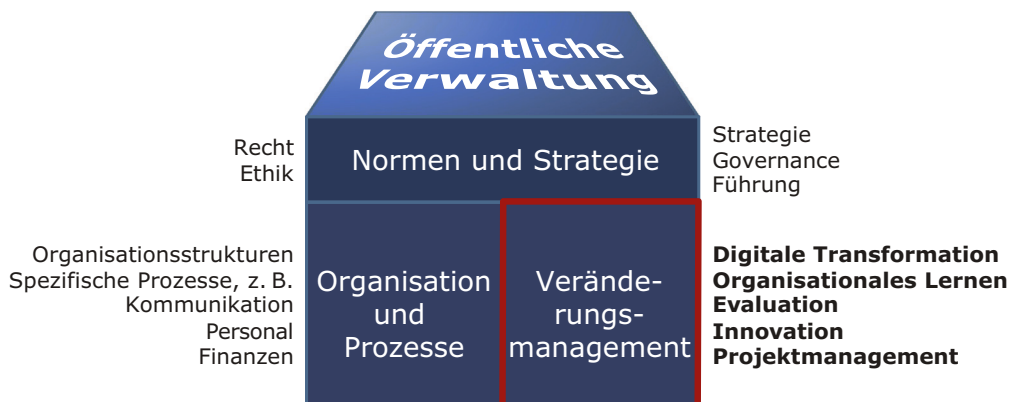 Öffentliche
Verwaltung
Recht
Ethik
Normen und Strategie
Strategie
Governance
Führung
Organisationsstrukturen
Spezifische Prozesse, z. B.
Kommunikation
Personal
Finanzen
Organisation
und
Prozesse
Verände-
rungs-
management
Digitale Transformation
Organisationales Lernen
Evaluation
Innovation
Projektmanagement